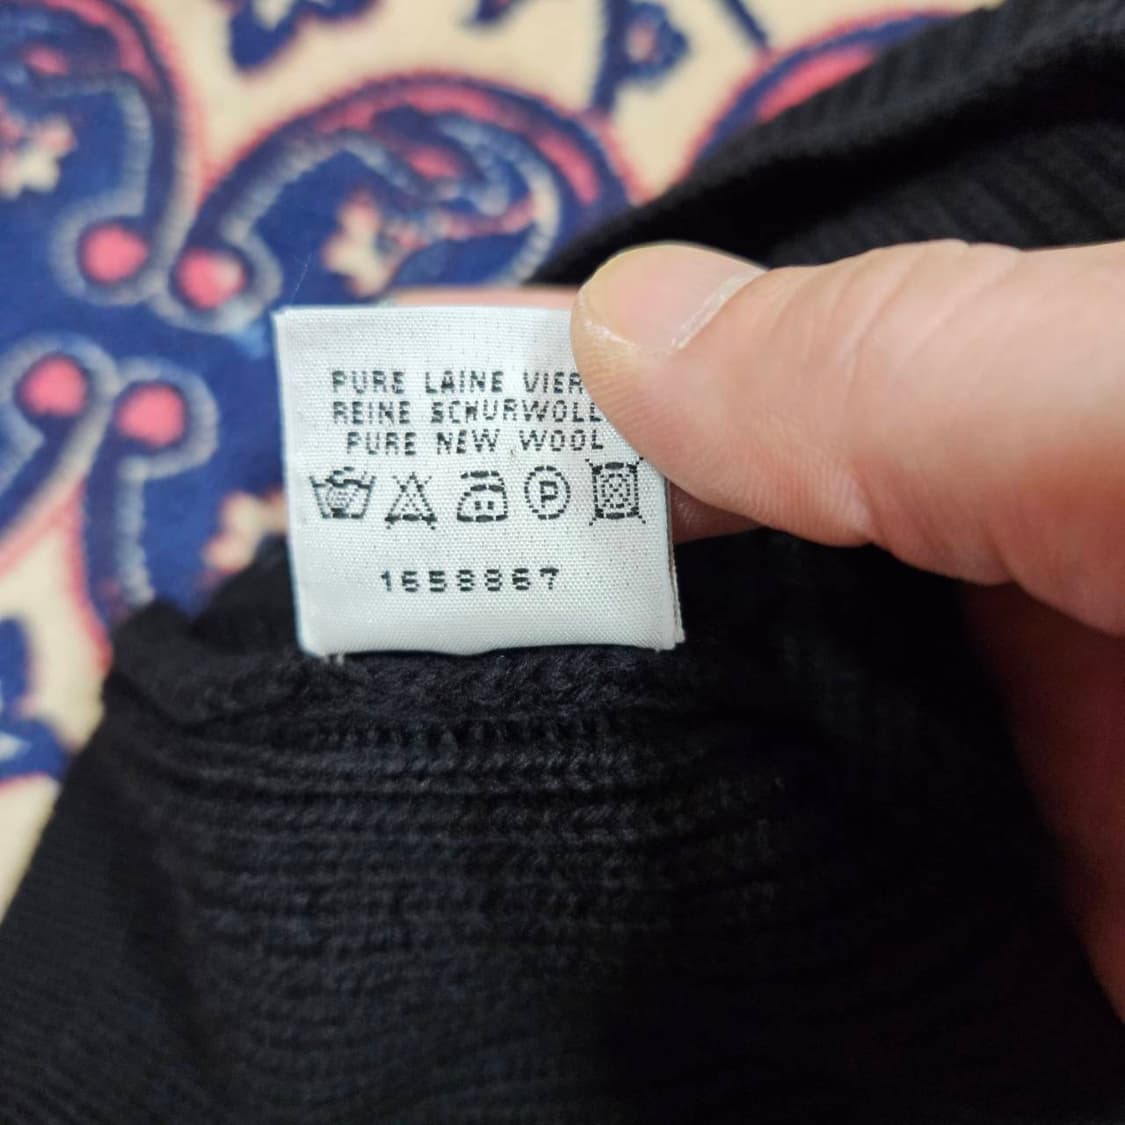 PURE LAINE VIER
REINE SCHURWOLL
PURE NEW WOOL
P
1658867